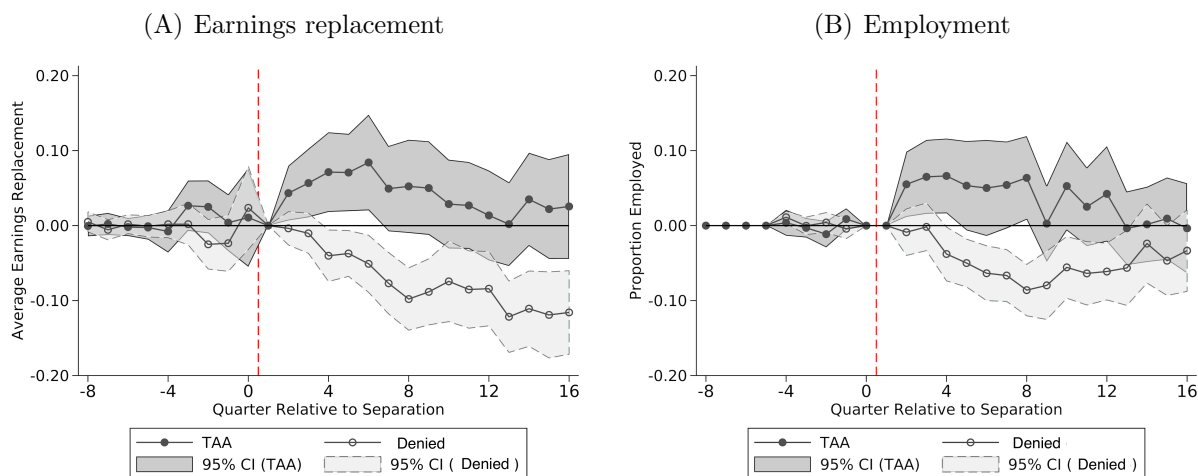 (A) Earnings replacement
(B) Employment
Average Earnings Replacement
0.20
0.10
0.00
-0.10
-0.20
-8
-4
0
4
8
12
16
Quarter Relative to Separation
TAA
Denied
95% CI (TAA)
95% CI ( Denied )
Proportion Employed
0.20
0.10
0.00
-0.10
-0.20
-8
-4
0
4
8
12
16
Quarter Relative to Separation
TAA
Denied
95% CI (TAA)
95% CI ( Denied )